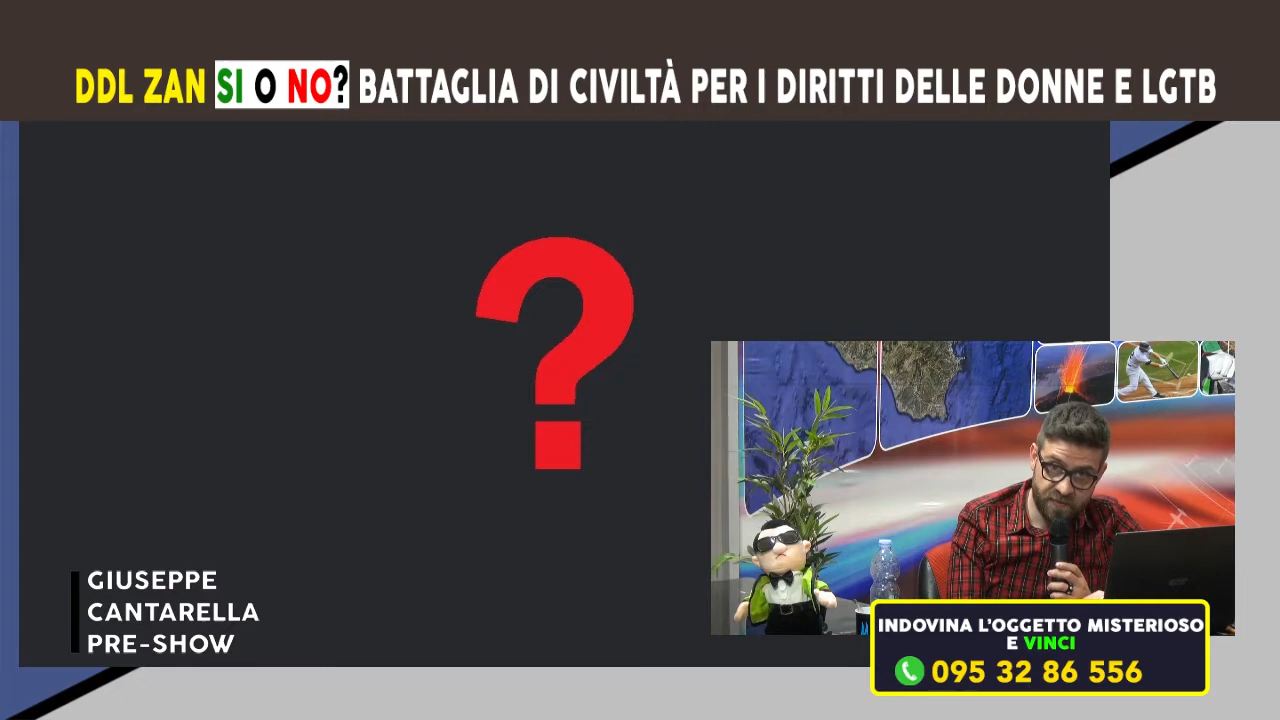 DDL ZAN SI O NO? BATTAGLIA DI CIVILTÀ PER I DIRITTI DELLE DONNE E LGTB
?
GIUSEPPE
CANTARELLA
PRE-SHOW
INDOVINA L'OGGETTO MISTERIOSO
E VINCI
095 32 86 556